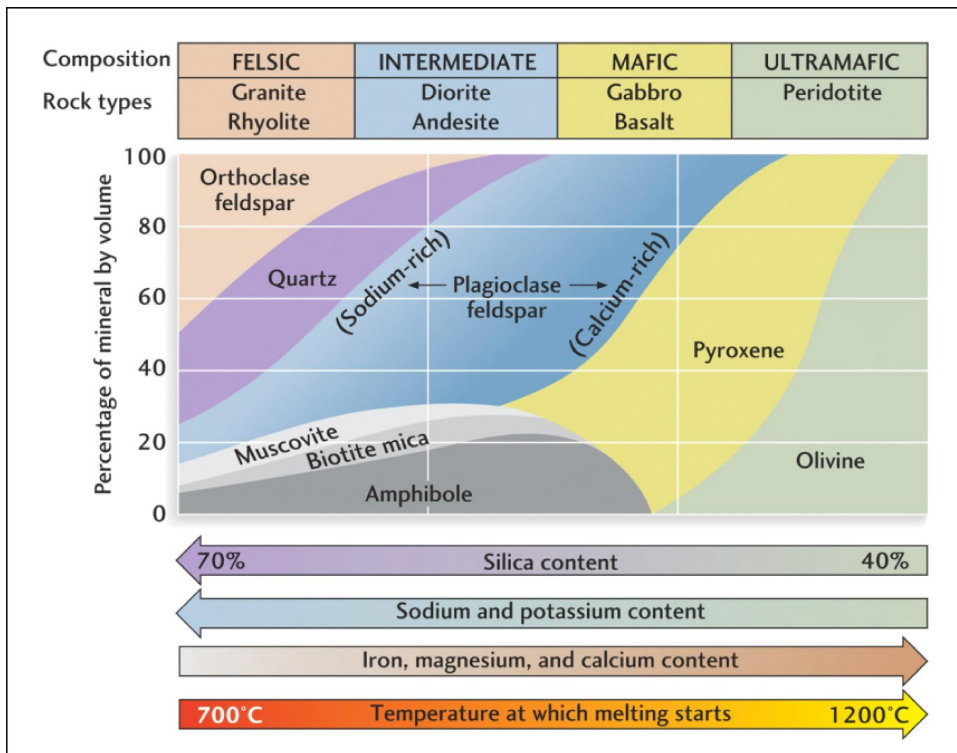 Composition FELSIC INTERMEDIATE MAFIC ULTRAMAFIC
Rock types Granite Diorite Gabbro Peridotite
Rhyolite Andesite Basalt
Percentage of mineral by volume
100
80
60
40
20
0
Orthoclase
feldspar
Quartz
(Sodium-rich)
Plagioclase
feldspar
(Calcium-rich)
Pyroxene
Muscovite
Biotite mica
Amphibole
Olivine
70% Silica content 40%
Sodium and potassium content
Iron, magnesium, and calcium content
700°C Temperature at which melting starts 1200°C